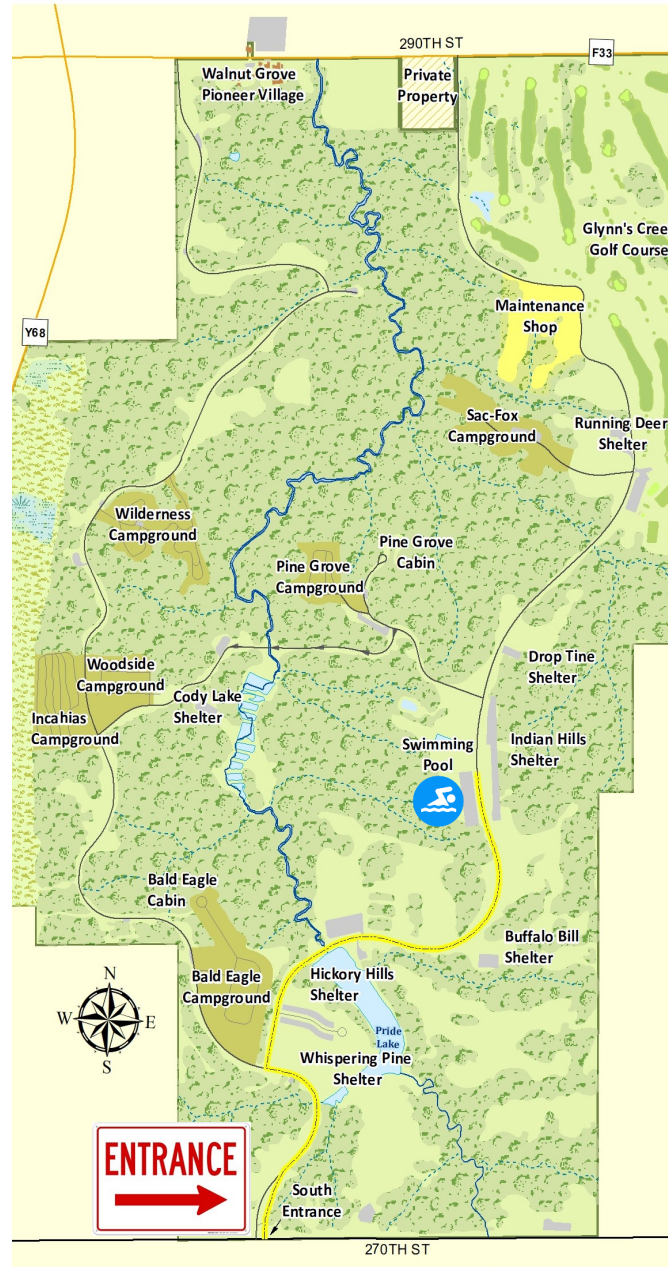 290TH ST
F33
Walnut Grove
Pioneer Village
Private
Property
Glynn's Cree
Golf Course
Maintenance
Shop
Y68
Sac-Fox
Campground
Running Deer
Shelter
Wilderness
Campground
Pine Grove
Cabin
Pine Grove
Campground
Drop Tine
Shelter
Woodside
Campground
Cody Lake
Shelter
Incahias
Campground
Swimming
Pool
Indian Hills
Shelter
Bald Eagle
Cabin
Buffalo Bill
Shelter
Bald Eagle
Campground
Hickory Hills
Shelter
N
W
E
S
Pride
Lake
Whispering Pine
Shelter
ENTRANCE
South
Entrance
270TH ST